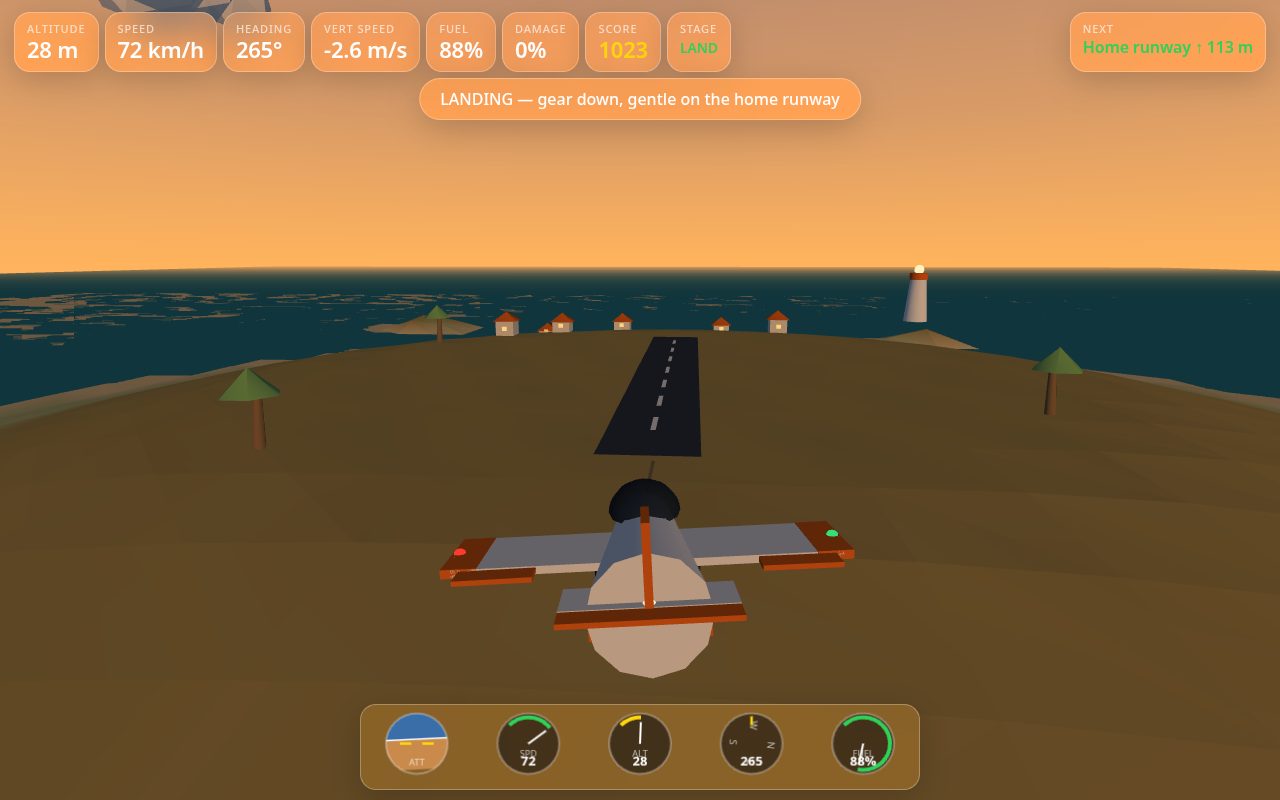 ALTITUDE
28 m
SPEED
72 km/h
HEADING
265°
VERT SPEED
-2.6 m/s
FUEL
88%
DAMAGE
0%
SCORE
1023
STAGE
LAND
NEXT
Home runway ↑ 113 m
LANDING — gear down, gentle on the home runway
ATT
SPD
72
ALT
28
S W N
265
FUEL
88%